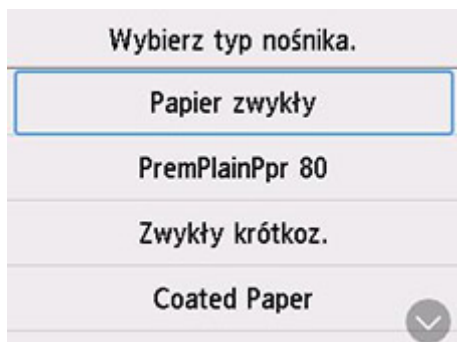 Wybierz typ nośnika.
Papier zwykły
PremPlainPpr 80
Zwykły krótkoz.
Coated Paper